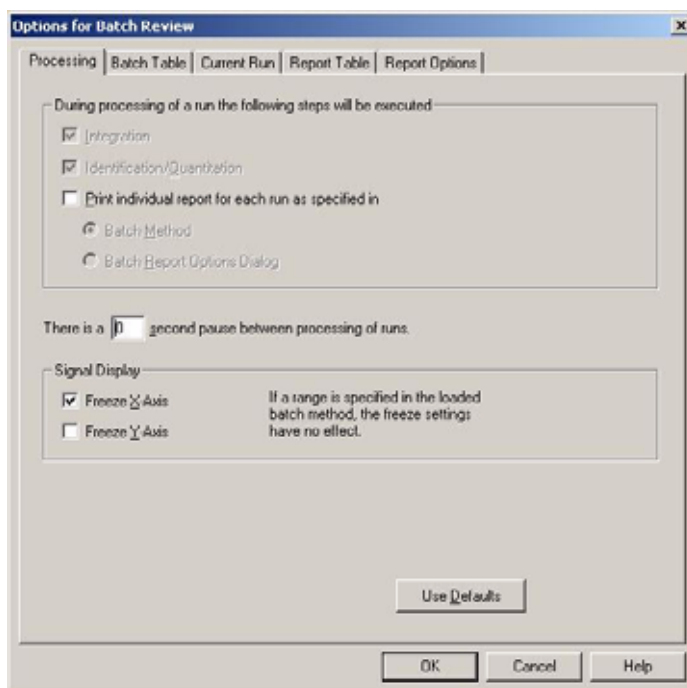 Options for Batch Review
Processing Batch Table Current Run Report Table Report Options
During processing of a run the following steps will be executed
Integration
Identification/Quantitation
Print individual report for each run as specified in
Batch Method
Batch Report Options Dialog
There is a 0 second pause between processing of runs.
Signal Display
Freeze X-Axis
If a range is specified in the loaded
batch method, the freeze settings
have no effect.
Freeze Y-Axis
Use Defaults
OK Cancel Help